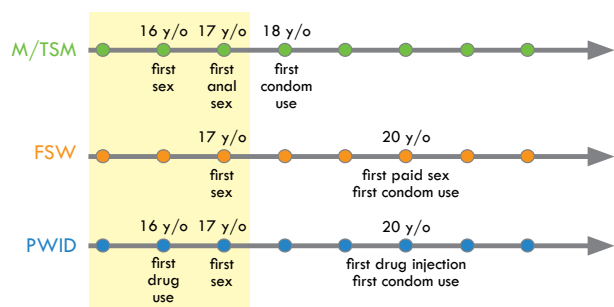 16 y/o 17 y/o 18 y/o
M/TSM
first first first
sex anal condom
sex use
17 y/o 20 y/o
FSW
first first paid sex
sex first condom use
16 y/o 17 y/o 20 y/o
PWID
first first first drug injection
drug sex first condom use
use